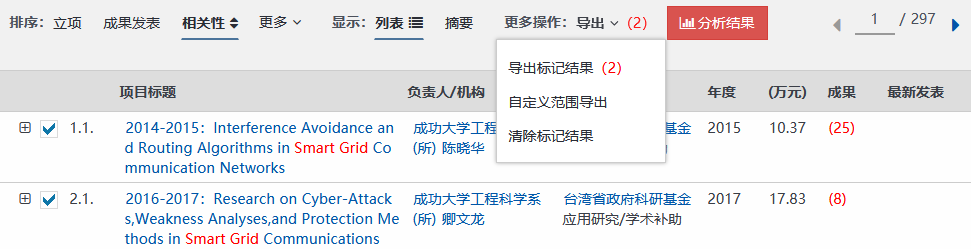 排序： 立项 成果发表 相关性 更多 显示： 列表 摘要 更多操作： 导出 (2) 分析结果 1 / 297
导出标记结果 (2)
自定义范围导出
清除标记结果
项目标题 负责人/机构 年度 (万元) 成果 最新发表
1.1. 2014-2015：Interference Avoidance an
d Routing Algorithms in Smart Grid Co
mmunication Networks
成功大学工程
(所) 陈晓华
基金
2015 10.37 (25)
2.1. 2016-2017：Research on Cyber-Attack
s,Weakness Analyses,and Protection Me
thods in Smart Grid Communications
成功大学工程科学系
(所) 卿文龙
台湾省政府科研基金
应用研究/学术补助
2017 17.83 (8)